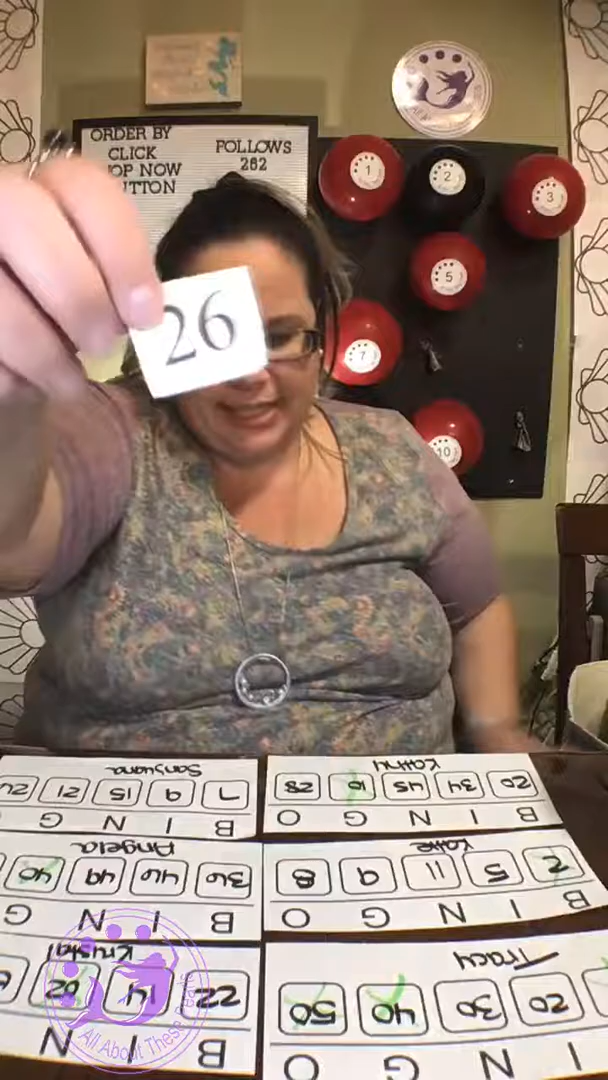 ORDER BY
CLICK
SHOP NOW
BUTTON
FOLLOWS
262
1
2
3
5
7
10
26
Sanjuana
7 9 15 21
B I N G
Kathy
20 34 45 10 28
B I N G O
Angela
36 46 49 40
B I N G
Katie
2 5 11 9 8
B I N G O
Krystal
22 14 02
B I N
Tracy
20 30 40 50
I N G O
All About These Pearls